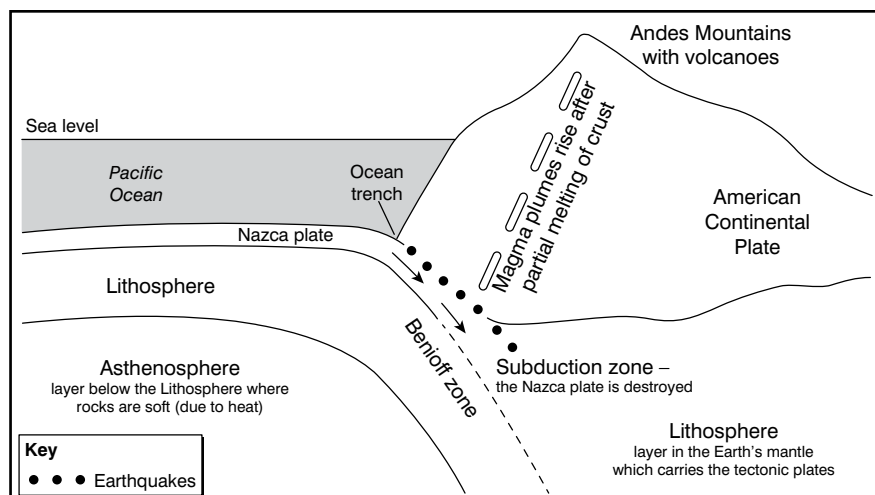 Andes Mountains
with volcanoes
Sea level
Pacific
Ocean
Ocean
trench
Magma plumes rise after
partial melting of crust
American
Continental
Plate
Nazca plate
Lithosphere
Benioff zone
Asthenosphere
layer below the Lithosphere where
rocks are soft (due to heat)
Subduction zone –
the Nazca plate is destroyed
Lithosphere
layer in the Earth's mantle
which carries the tectonic plates
Key
Earthquakes